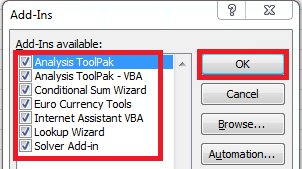 Add-Ins
Add-Ins available:
Analysis ToolPak
Analysis ToolPak - VBA
Conditional Sum Wizard
Euro Currency Tools
Internet Assistant VBA
Lookup Wizard
Solver Add-in
OK
Cancel
Browse...
Automation...